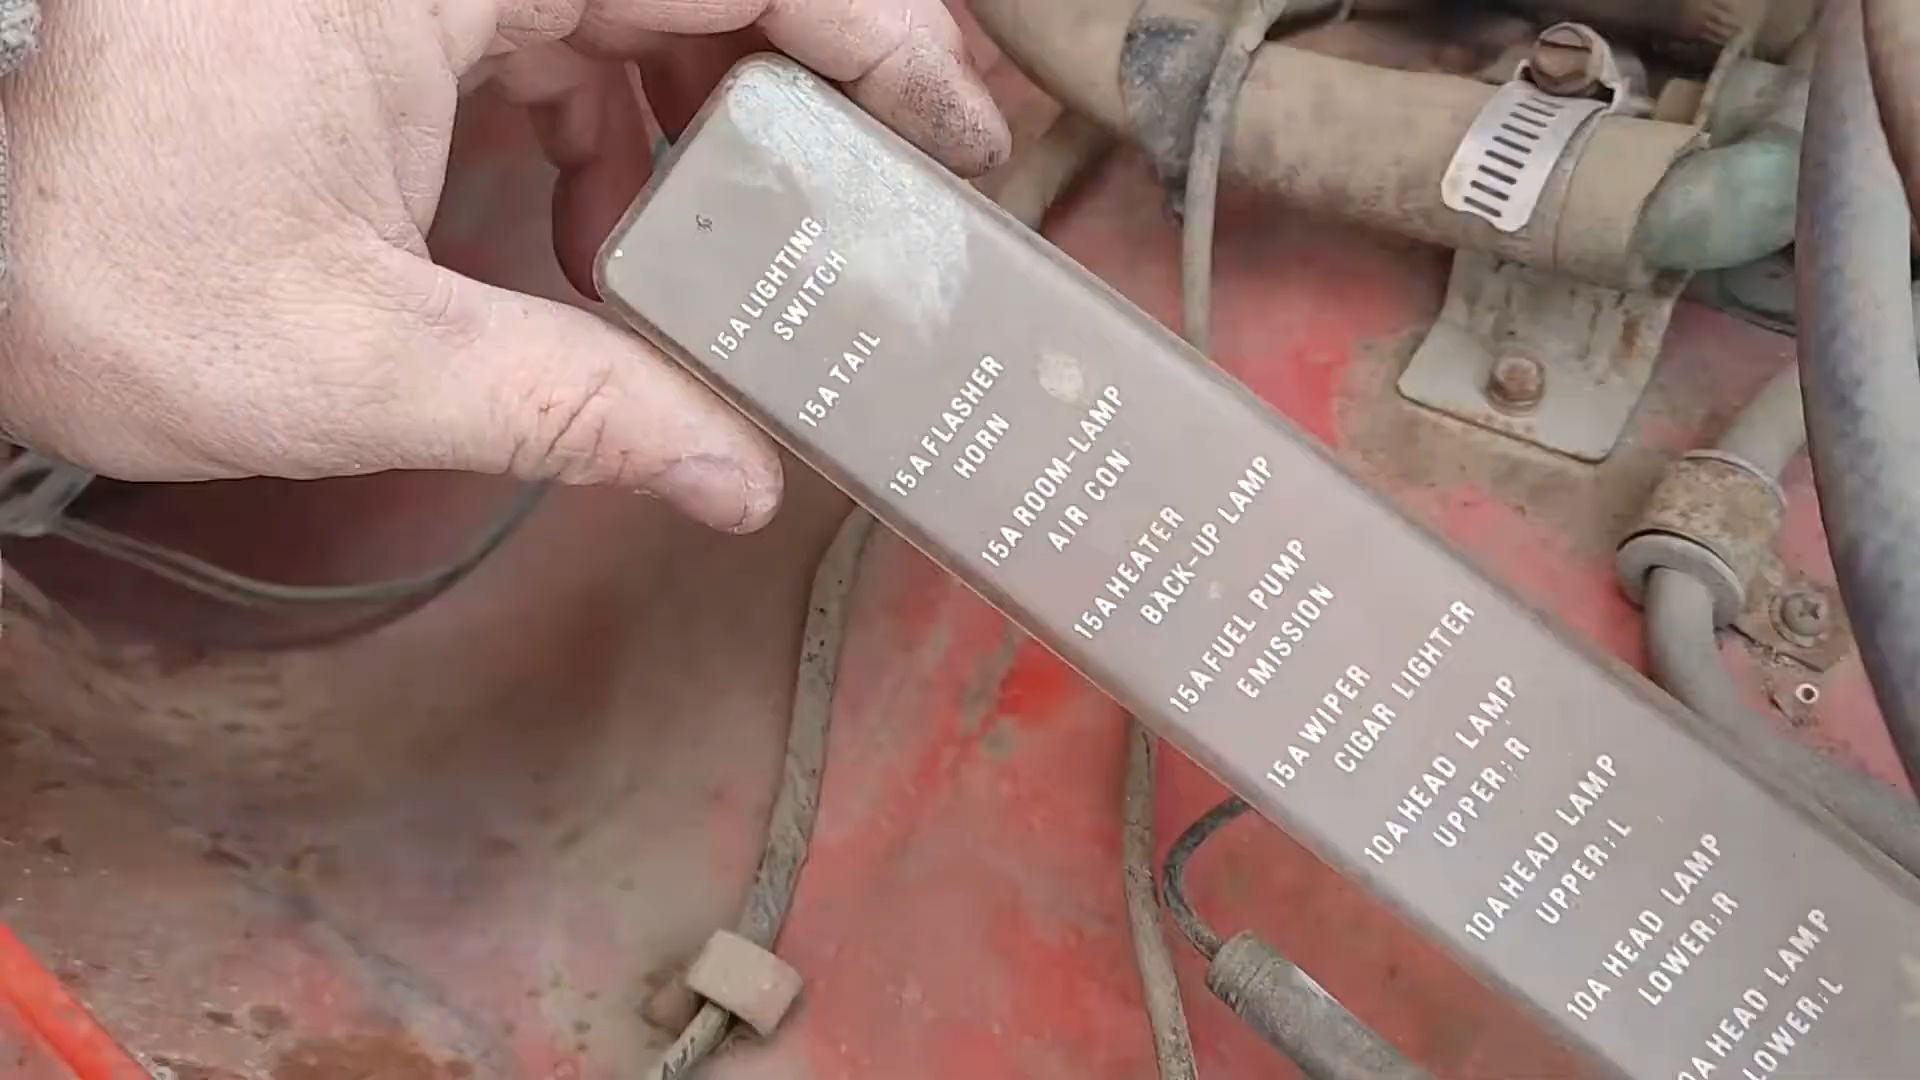 15A LIGHTING
SWITCH
15A TAIL
15A FLASHER
HORN
15A ROOM-LAMP
AIR CON
15A HEATER
BACK-UP LAMP
15A FUEL PUMP
EMISSION
15A WIPER
CIGAR LIGHTER
10A HEAD LAMP
UPPER;R
10A HEAD LAMP
UPPER;L
10A HEAD LAMP
LOWER;R
0A HEAD LAMP
LOWER;L